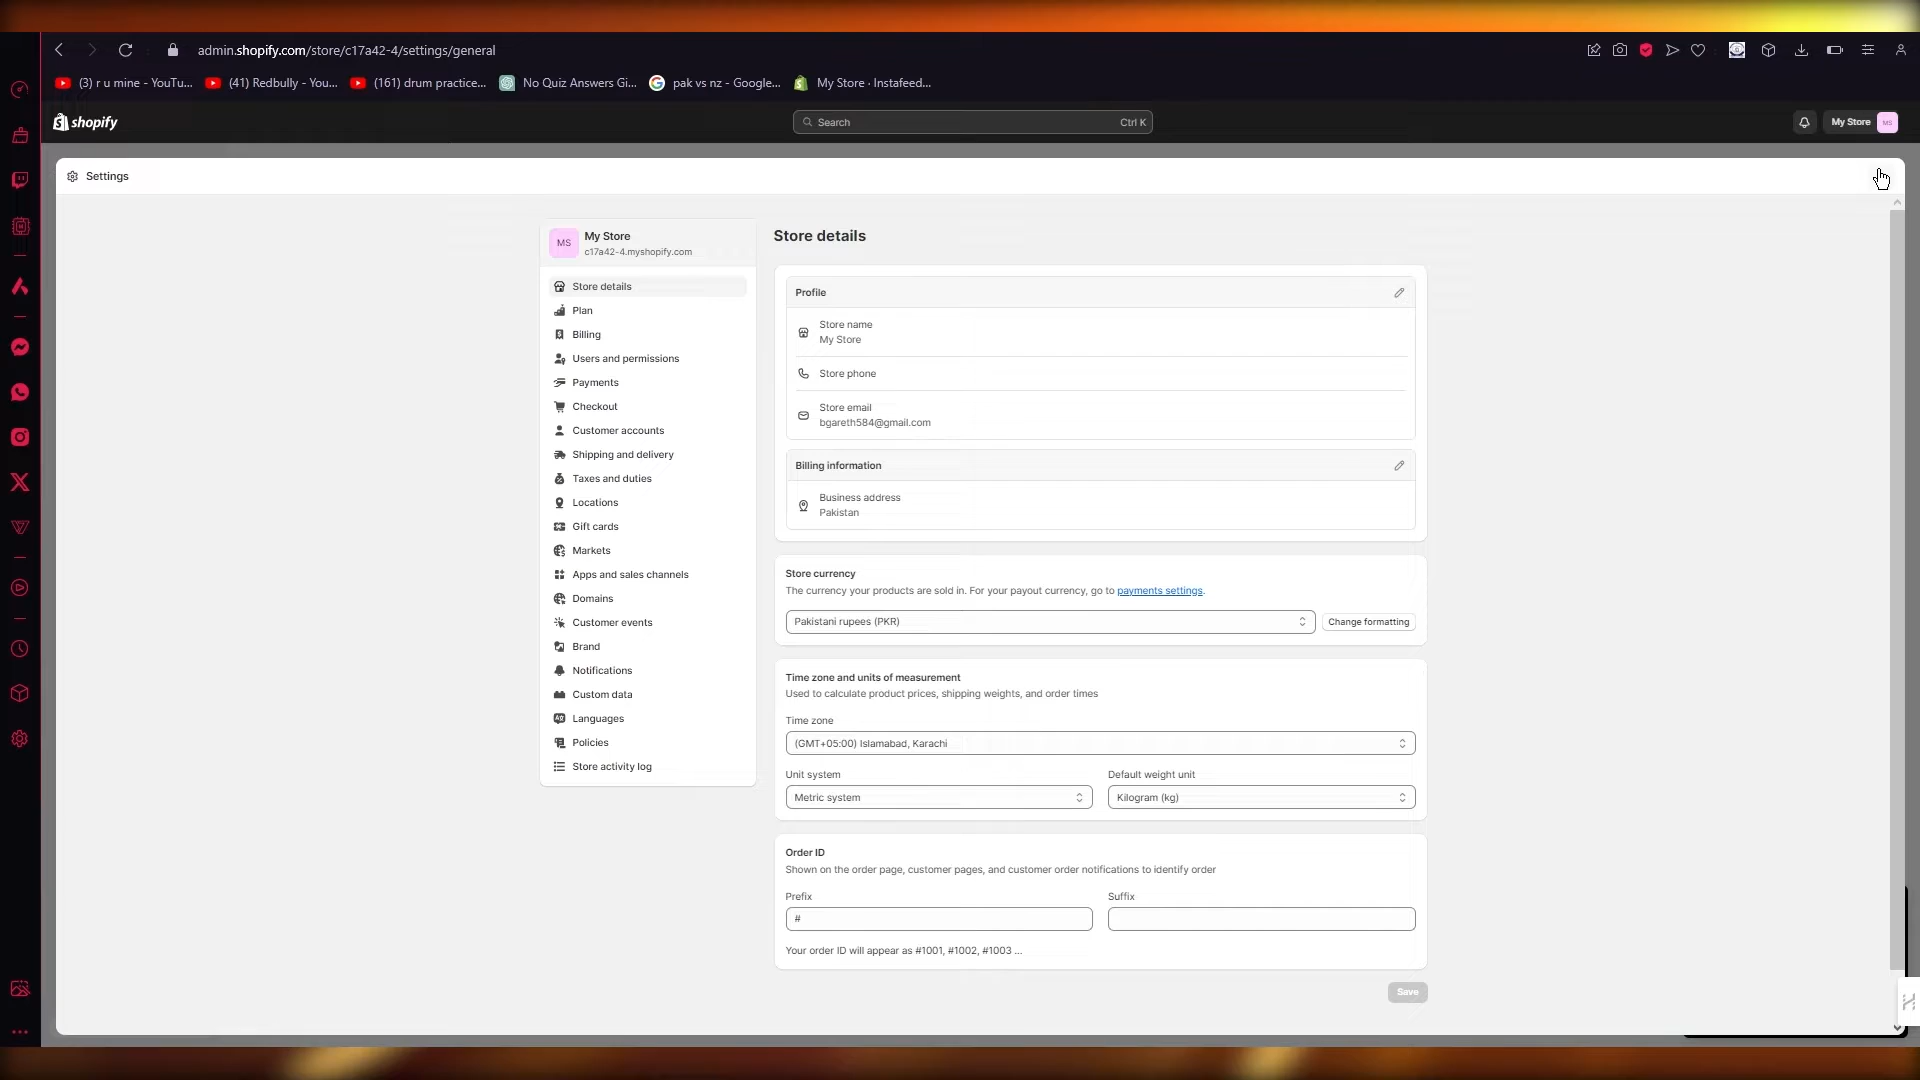 admin.shopify.com/store/c17a42-4/settings/general
(3) r u mine - YouTu... (41) Redbully - You... (161) drum practice... No Quiz Answers Gi... pak vs nz - Google... My Store · Instafeed...
shopify
Search Ctrl K
My Store MS
Settings
MS My Store
c17a42-4.myshopify.com
Store details
Plan
Billing
Users and permissions
Payments
Checkout
Customer accounts
Shipping and delivery
Taxes and duties
Locations
Gift cards
Markets
Apps and sales channels
Domains
Customer events
Brand
Notifications
Custom data
Languages
Policies
Store activity log
Store details
Profile
Store name
My Store
Store phone
Store email
bgareth584@gmail.com
Billing information
Business address
Pakistan
Store currency
The currency your products are sold in. For your payout currency, go to payments settings.
Pakistani rupees (PKR) Change formatting
Time zone and units of measurement
Used to calculate product prices, shipping weights, and order times
Time zone
(GMT+05:00) Islamabad, Karachi
Unit system Default weight unit
Metric system Kilogram (kg)
Order ID
Shown on the order page, customer pages, and customer order notifications to identify order
Prefix Suffix
#
Your order ID will appear as #1001, #1002, #1003 ...
Save